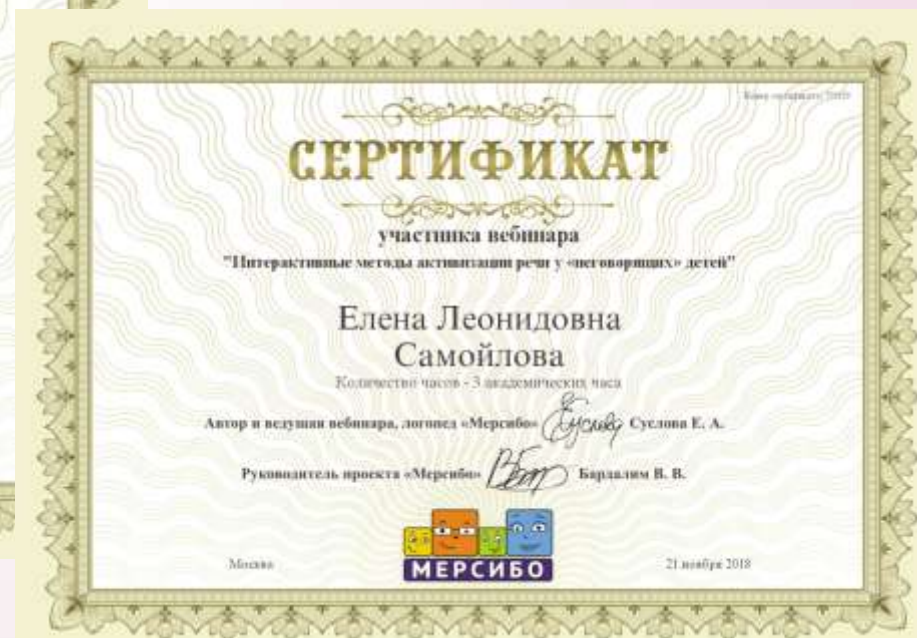 СЕРТИФИКАТ
участника вебинара
"Интерактивные методы активизации речи у «неговорящих» детей"
Елена Леонидовна
Самойлова
Количество часов - 3 академических часа
Автор и ведущая вебинара, логопед «Мерсибо» Суслова Е. А.
Руководитель проекта «Мерсибо» Бардалим В. В.
МЕРСИБО
Москва 21 ноября 2018